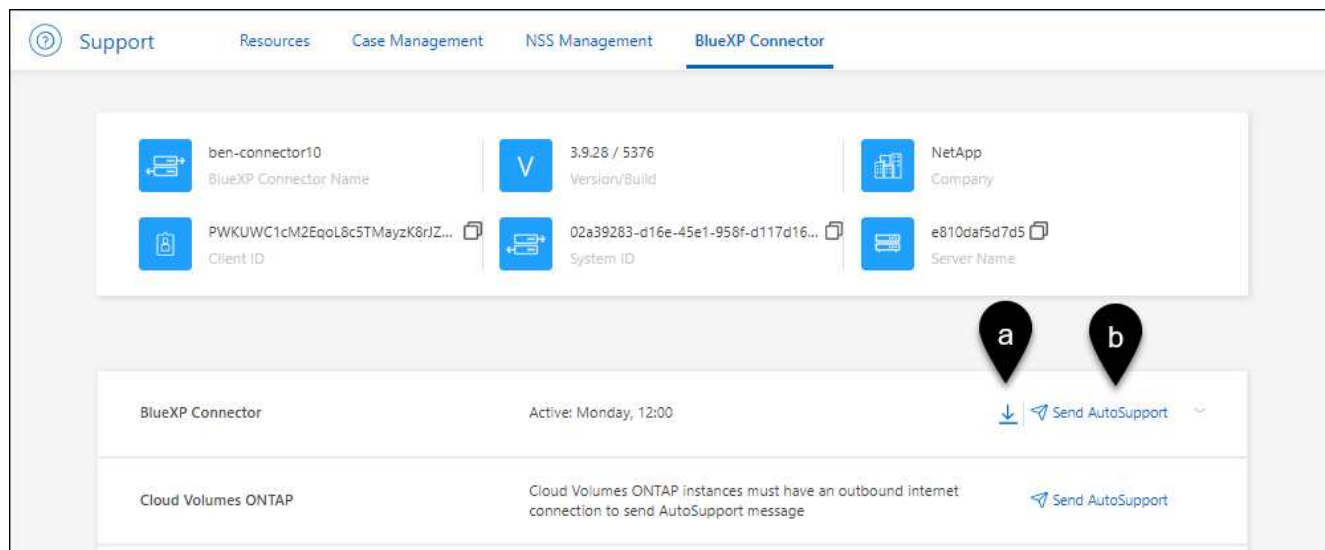 Support Resources Case Management NSS Management BlueXP Connector
ben-connector10
BlueXP Connector Name
V
3.9.28 / 5376
Version/Build
NetApp
Company
PWKUWC1cM2EqoL8c5TMayzK8rJZ...
Client ID
02a39283-d16e-45e1-958f-d117d16...
System ID
e810daf5d7d5
Server Name
a b
BlueXP Connector Active: Monday, 12:00 Send AutoSupport
Cloud Volumes ONTAP Cloud Volumes ONTAP instances must have an outbound internet
connection to send AutoSupport message Send AutoSupport